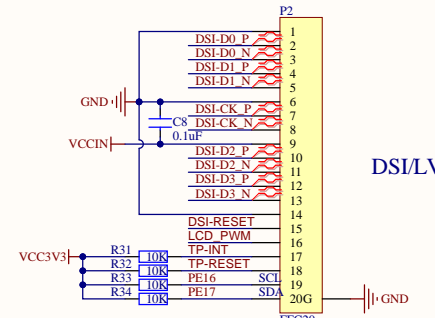 P2
1
DSI-D0_P 2
DSI-D0_N 3
DSI-D1_P 4
DSI-D1_N 5
GND 6
DSI-CK_P 7
C8 DSI-CK_N 8
0.1uF
VCCIN 9
DSI-D2_P 10
DSI-D2_N 11
DSI-D3_P 12
DSI-D3_N 13
DSI/LV
14
DSI-RESET 15
LCD_PWM 16
VCC3V3 R31 10K TP-INT 17
R32 10K TP-RESET 18
R33 10K PE16 SCL 19
R34 10K PE17 SDA 20G GND